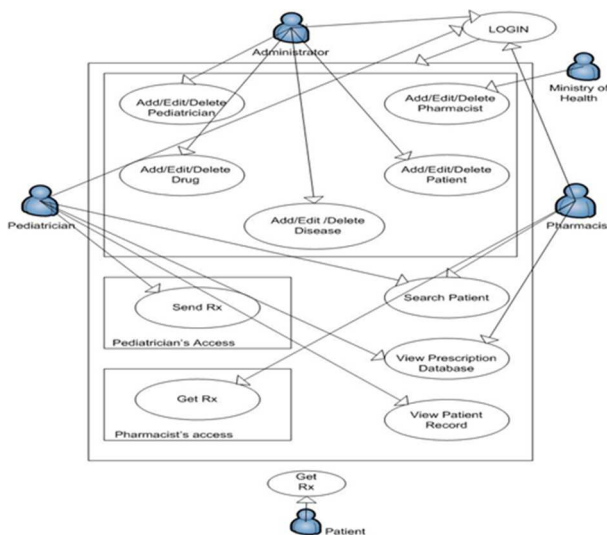 LOGIN
Administrator
Ministry of
Health
Add/Edit/Delete
Pediatrician
Add/Edit/Delete
Pharmacist
Add/Edit/Delete
Drug
Add/Edit/Delete
Patient
Add/Edit /Delete
Disease
Pediatrician
Pharmacist
Send Rx
Pediatrician's Access
Search Patient
View Prescription
Database
Get Rx
Pharmacist's access
View Patient
Record
Get
Rx
Patient